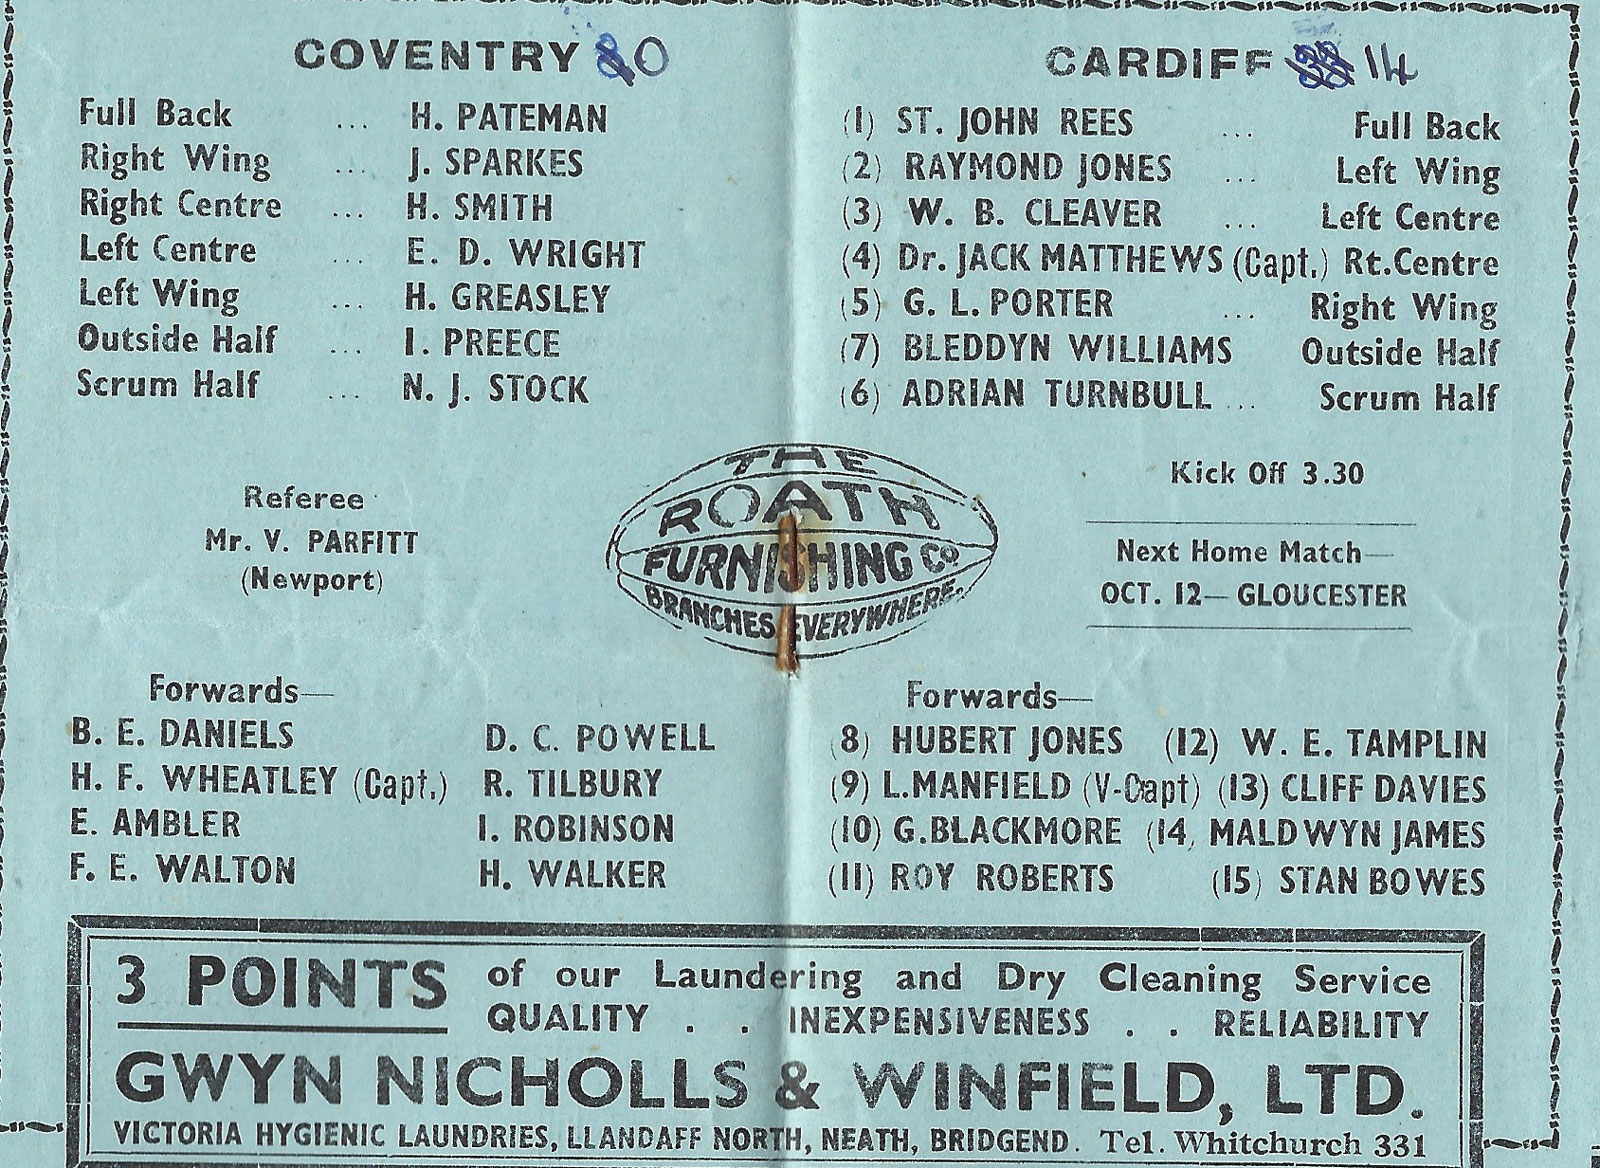 COVENTRY 0
Full Back ... H. PATEMAN
Right Wing ... J. SPARKES
Right Centre ... H. SMITH
Left Centre ... E. D. WRIGHT
Left Wing ... H. GREASLEY
Outside Half ... I. PREECE
Scrum Half ... N. J. STOCK
Referee
Mr. V. PARFITT
(Newport)
Forwards—
B. E. DANIELS D. C. POWELL
H. F. WHEATLEY (Capt.) R. TILBURY
E. AMBLER I. ROBINSON
F. E. WALTON H. WALKER
THE
ROATH
FURNISHING Co
BRANCHES EVERYWHERE.
CARDIFF 14
(1) ST. JOHN REES ... Full Back
(2) RAYMOND JONES ... Left Wing
(3) W. B. CLEAVER ... Left Centre
(4) Dr. JACK MATTHEWS (Capt.) Rt.Centre
(5) G. L. PORTER ... Right Wing
(7) BLEDDYN WILLIAMS Outside Half
(6) ADRIAN TURNBULL ... Scrum Half
Kick Off 3.30
Next Home Match—
OCT. 12— GLOUCESTER
Forwards—
(8) HUBERT JONES (12) W. E. TAMPLIN
(9) L.MANFIELD (V-Capt) (13) CLIFF DAVIES
(10) G.BLACKMORE (14, MALDWYN JAMES
(11) ROY ROBERTS (15) STAN BOWES
3 POINTS of our Laundering and Dry Cleaning Service
QUALITY . . INEXPENSIVENESS . . RELIABILITY
GWYN NICHOLLS & WINFIELD, LTD.
VICTORIA HYGIENIC LAUNDRIES, LLANDAFF NORTH, NEATH, BRIDGEND. Tel. Whitchurch 331